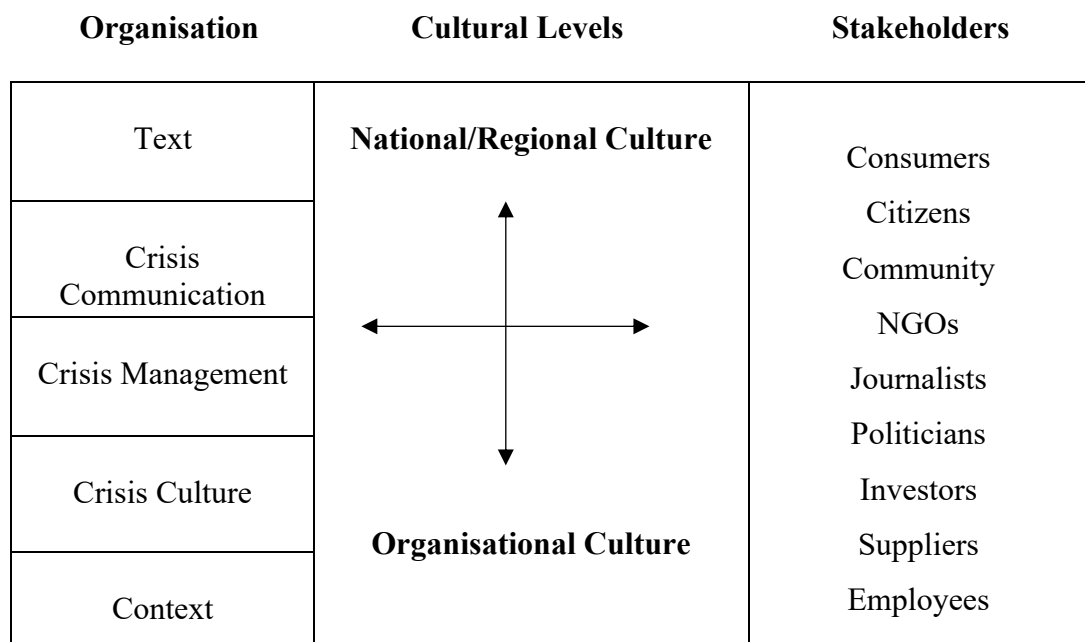 Organisation
Cultural Levels
Stakeholders
Text
Crisis
Communication
Crisis Management
Crisis Culture
Context
National/Regional Culture
Organisational Culture
Consumers
Citizens
Community
NGOs
Journalists
Politicians
Investors
Suppliers
Employees